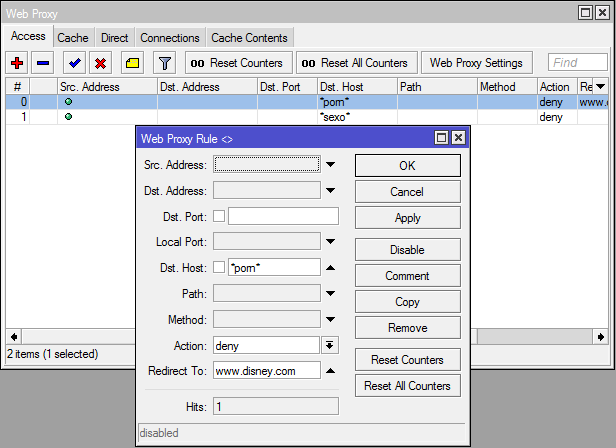 Web Proxy
Access Cache Direct Connections Cache Contents
00 Reset Counters 00 Reset All Counters Web Proxy Settings Find
# Src. Address Dst. Address Dst. Port Dst. Host Path Method Action Re
0 *porn* deny www.d
1 *sexo* deny
Web Proxy Rule <>
Src. Address: OK
Dst. Address: Cancel
Dst. Port: Apply
Local Port: Disable
Dst. Host: *porn* Comment
Path: Copy
Method: Remove
Action: deny Reset Counters
Redirect To: www.disney.com Reset All Counters
Hits: 1
disabled
2 items (1 selected)